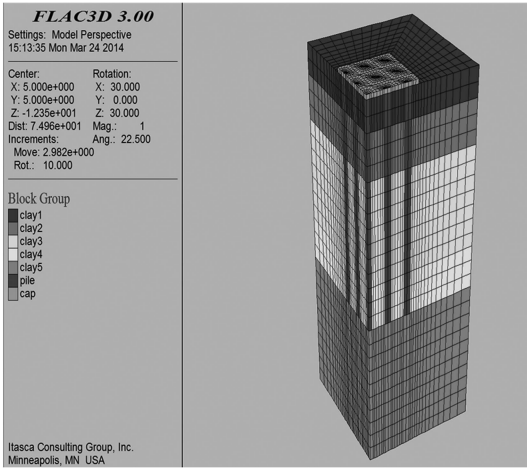 FLAC3D 3.00
Settings: Model Perspective
15:13:35 Mon Mar 24 2014
Center: Rotation:
X: 5.000e+000 X: 30.000
Y: 5.000e+000 Y: 0.000
Z: -1.235e+001 Z: 30.000
Dist: 7.496e+001 Mag.: 1
Increments: Ang.: 22.500
Move: 2.982e+000
Rot.: 10.000
Block Group
clay1
clay2
clay3
clay4
clay5
pile
cap
Itasca Consulting Group, Inc.
Minneapolis, MN USA